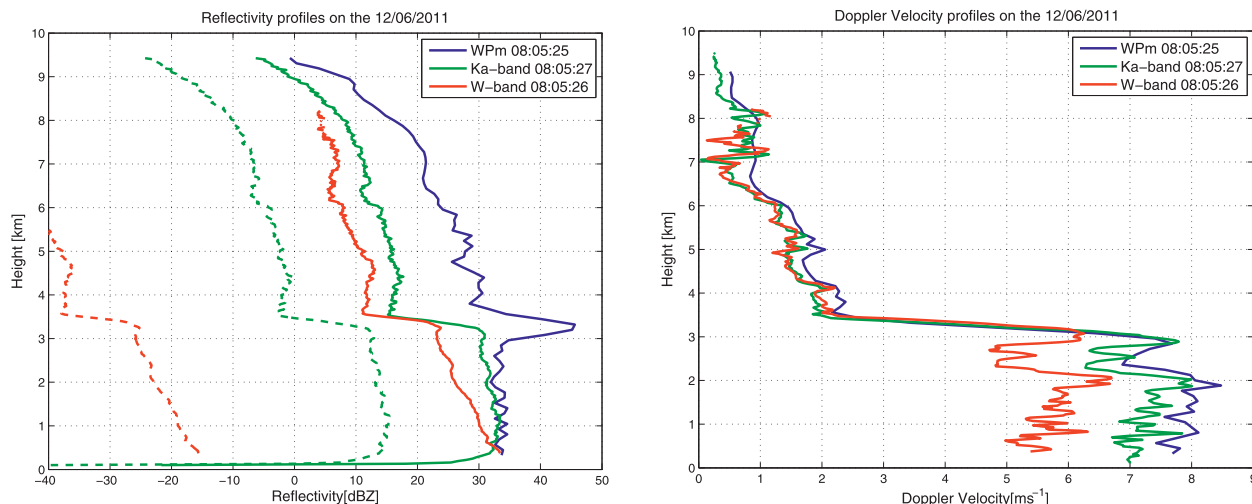 Reflectivity profiles on the 12/06/2011
10
9
8
7
6
5
4
3
2
1
0
Height [km]
WPm 08:05:25
Ka−band 08:05:27
W−band 08:05:26
−40 −30 −20 −10 0 10 20 30 40 50
Reflectivity[dBZ]
Doppler Velocity profiles on the 12/06/2011
10
9
8
7
6
5
4
3
2
1
0
Height [km]
WPm 08:05:25
Ka−band 08:05:27
W−band 08:05:26
0 1 2 3 4 5 6 7 8 9
Doppler Velocity[ms⁻¹]